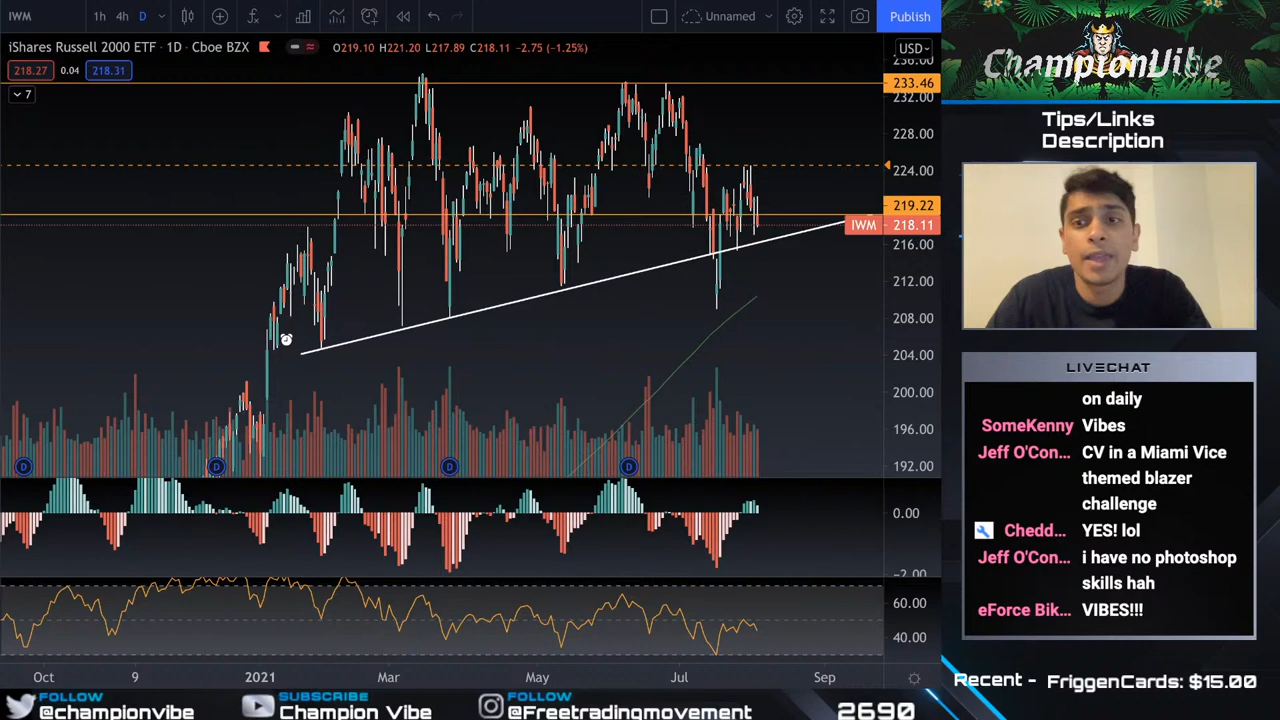 IWM
1h 4h D
Unnamed
Publish
iShares Russell 2000 ETF · 1D · Cboe BZX
O219.10 H221.20 L217.89 C218.11 −2.75 (−1.25%)
USD
218.27 0.04 218.31
7
236.00
233.46
232.00
228.00
224.00
219.22
IWM 218.11
216.00
212.00
208.00
204.00
200.00
196.00
192.00
D D D D
0.00
−2.00
60.00
40.00
Oct 9 2021 Mar May Jul Sep
ChampionVibe
Tips/Links
Description
LIVECHAT
on daily
SomeKenny Vibes
Jeff O'Con... CV in a Miami Vice
themed blazer
challenge
Chedd... YES! lol
Jeff O'Con... i have no photoshop
skills hah
eForce Bik... VIBES!!!
Recent - FriggenCards: $15.00
FOLLOW
@championvibe
SUBSCRIBE
Champion Vibe
FOLLOW
@Freetradingmovement
2690